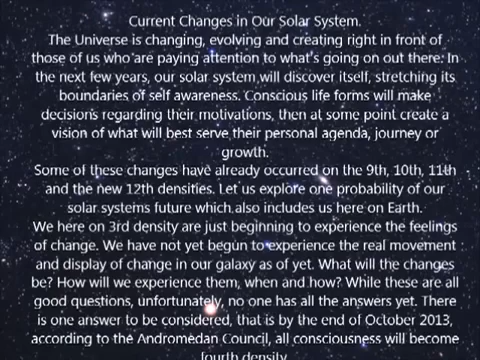 Current Changes in Our Solar System.
The Universe is changing, evolving and creating right in front of
those of us who are paying attention to what's going on out there. In
the next few years, our solar system will discover itself, stretching its
boundaries of self awareness. Conscious life forms will make
decisions regarding their motivations, then at some point create a
vision of what will best serve their personal agenda, journey or
growth.
Some of these changes have already occurred on the 9th, 10th, 11th
and the new 12th densities. Let us explore one probability of our
solar systems future which also includes us here on Earth.
We here on 3rd density are just beginning to experience the feelings
of change. We have not yet begun to experience the real movement
and display of change in our galaxy as of yet. What will the changes
be? How will we experience them, when and how? While these are all
good questions, unfortunately, no one has all the answers yet. There
is one answer to be considered, that is by the end of October 2013,
according to the Andromedan Council, all consciousness will become
fourth density